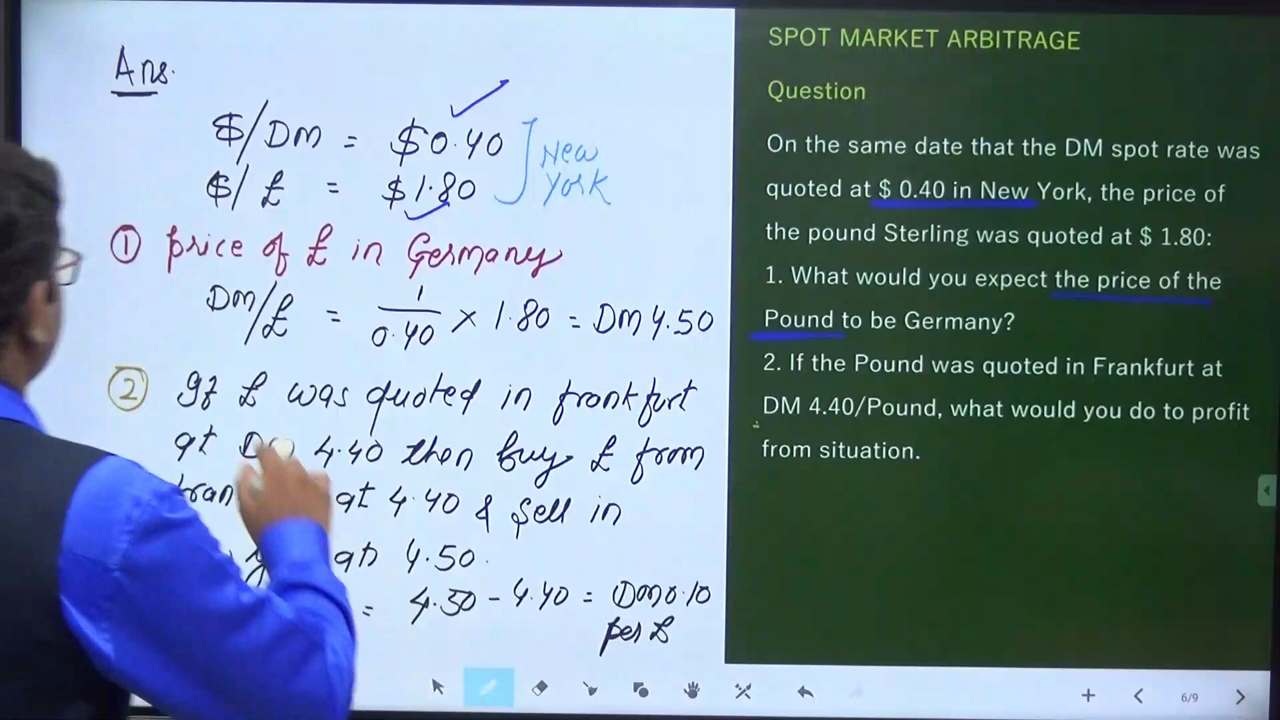 Ans.
$/DM = $0.40
$/£ = $1.80
New
York
① price of £ in Germany
DM/£ = 1/0.40 × 1.80 = DM 4.50
② If £ was quoted in frankfurt
at 4.40 then buy £ from
at 4.40 & sell in
at 4.50.
= 4.50 - 4.40 = DM 0.10
per £
SPOT MARKET ARBITRAGE
Question
On the same date that the DM spot rate was
quoted at $ 0.40 in New York, the price of
the pound Sterling was quoted at $ 1.80:
1. What would you expect the price of the
Pound to be Germany?
2. If the Pound was quoted in Frankfurt at
DM 4.40/Pound, what would you do to profit
from situation.
6/9